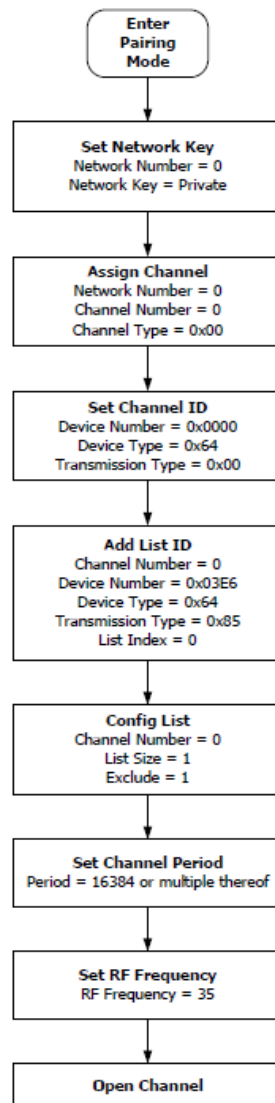 Enter
Pairing
Mode
Set Network Key
Network Number = 0
Network Key = Private
Assign Channel
Network Number = 0
Channel Number = 0
Channel Type = 0x00
Set Channel ID
Device Number = 0x0000
Device Type = 0x64
Transmission Type = 0x00
Add List ID
Channel Number = 0
Device Number = 0x03E6
Device Type = 0x64
Transmission Type = 0x85
List Index = 0
Config List
Channel Number = 0
List Size = 1
Exclude = 1
Set Channel Period
Period = 16384 or multiple thereof
Set RF Frequency
RF Frequency = 35
Open Channel